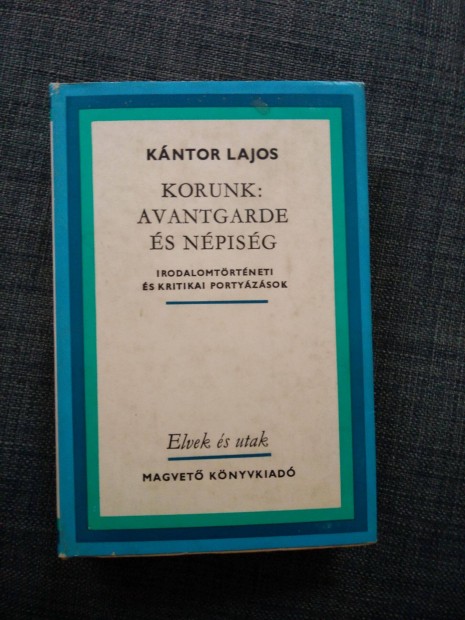 KÁNTOR LAJOS
KORUNK:
AVANTGARDE
ÉS NÉPISÉG
IRODALOMTÖRTÉNETI
ÉS KRITIKAI PORTYÁZÁSOK
Elvek és utak
MAGVETŐ KÖNYVKIADÓ